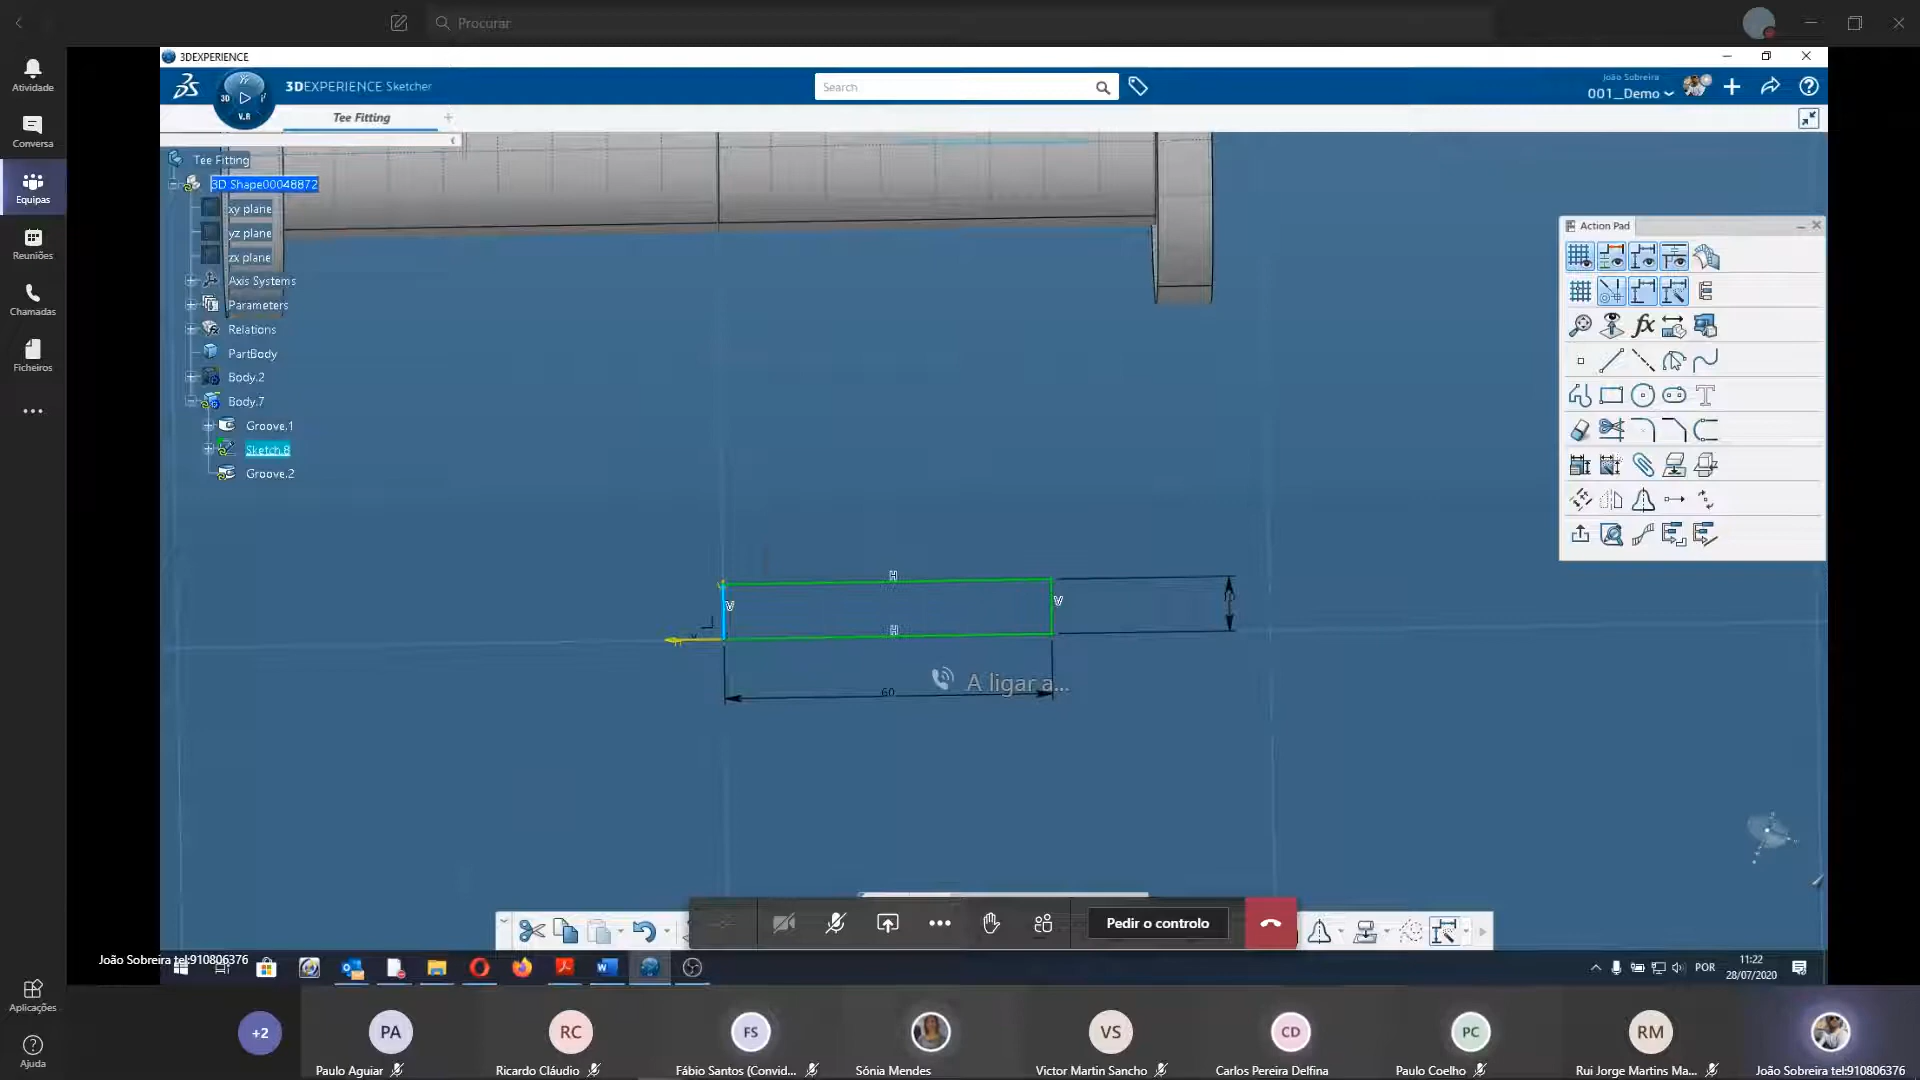 Procurar
3DEXPERIENCE
3DEXPERIENCE Sketcher
Search
João Sobreira
001_Demo
3D
V.R
Tee Fitting
Atividade
Conversa
Equipas
Reuniões
Chamadas
Ficheiros
Tee Fitting
3D Shape00048872
xy plane
yz plane
zx plane
Axis Systems
Parameters
Relations
PartBody
Body.2
Body.7
Groove.1
Sketch.8
Groove.2
Action Pad
H
V
V
H
60
A ligar a...
Pedir o controlo
João Sobreira tel:910806376
POR
11:22
28/07/2020
Aplicações
Ajuda
+2
PA
RC
FS
VS
CD
PC
RM
Paulo Aguiar
Ricardo Cláudio
Fábio Santos (Convid...
Sónia Mendes
Victor Martin Sancho
Carlos Pereira Delfina
Paulo Coelho
Rui Jorge Martins Ma...
João Sobreira tel:910806376